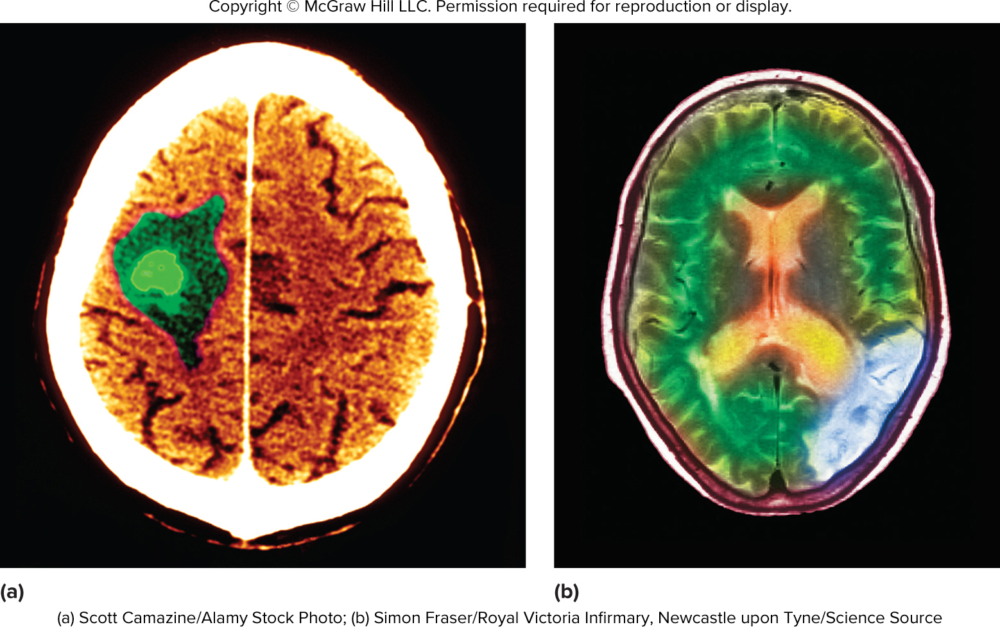 Copyright © McGraw Hill LLC. Permission required for reproduction or display.
(a)
(b)
(a) Scott Camazine/Alamy Stock Photo; (b) Simon Fraser/Royal Victoria Infirmary, Newcastle upon Tyne/Science Source